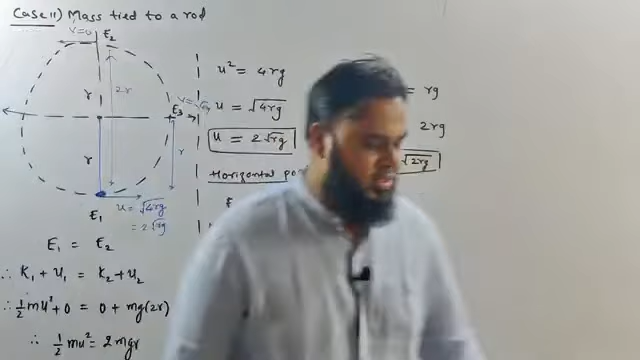 Case II) Mass tied to a rod
V=0
E₂
r
2r
V=√
E₃
r
r
E₁
u = √4rg
= 2√rg
E₁ = E₂
∴ K₁ + U₁ = K₂ + U₂
∴ ½mu² + 0 = 0 + mg(2r)
∴ ½mu² = 2mgr
u² = 4rg
u = √4rg
u = 2√rg
Horizontal
= rg
2rg
√2rg